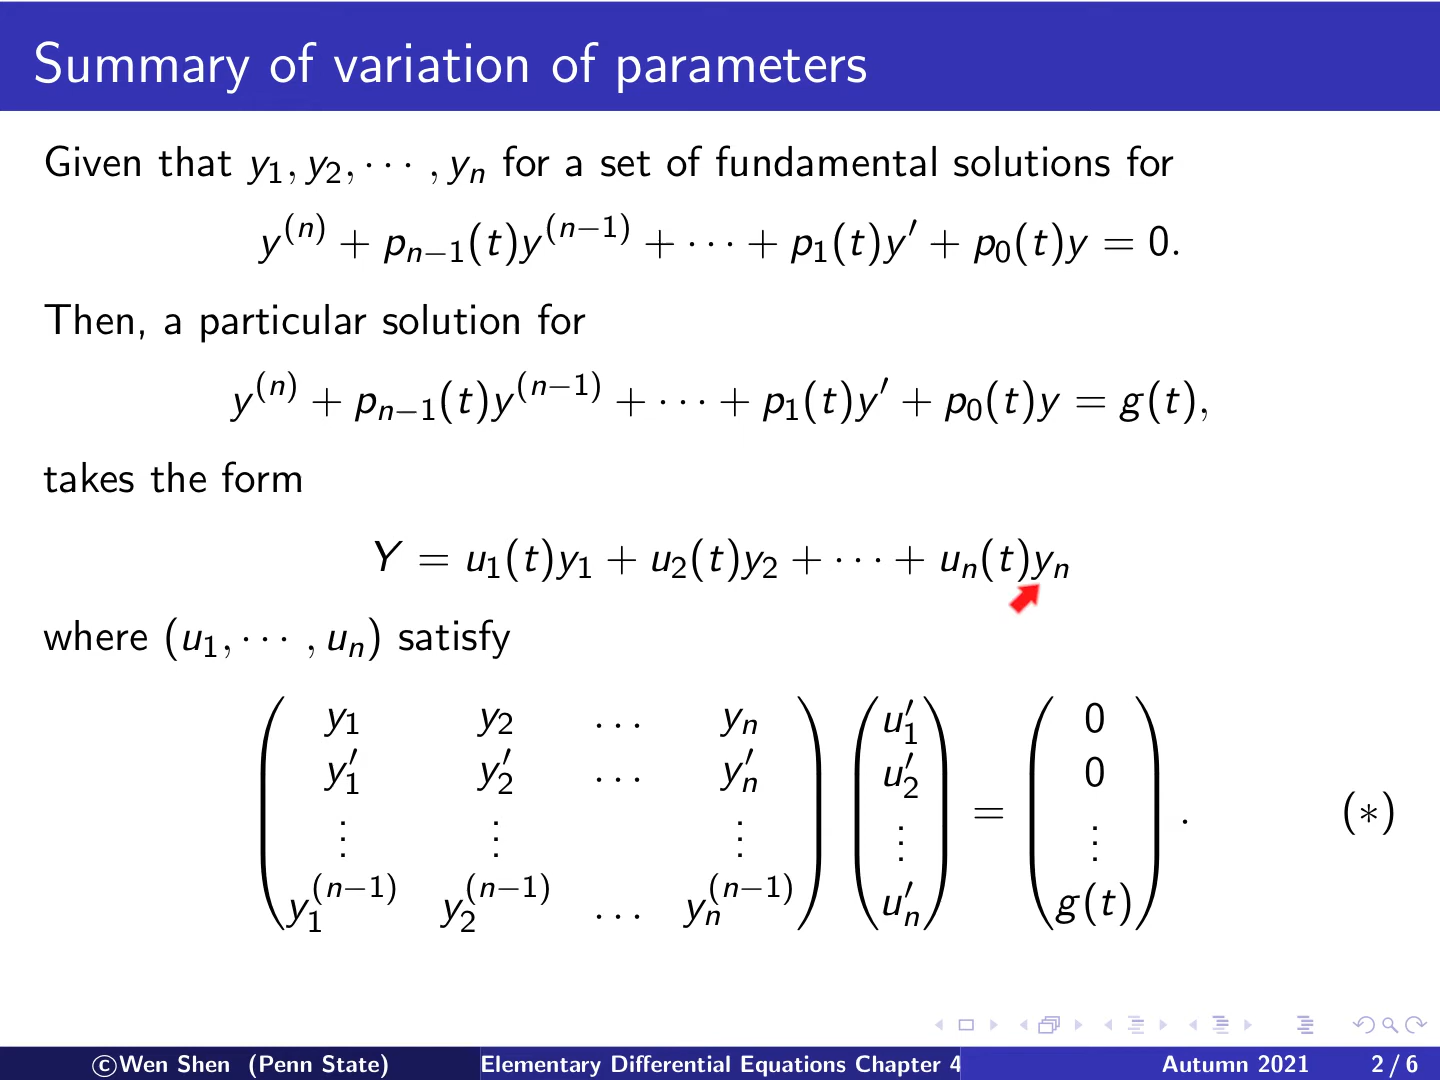 Summary of variation of parameters
Given that y₁, y₂, ⋯ , yₙ for a set of fundamental solutions for
y⁽ⁿ⁾ + pₙ₋₁(t)y⁽ⁿ⁻¹⁾ + ⋯ + p₁(t)y′ + p₀(t)y = 0.
Then, a particular solution for
y⁽ⁿ⁾ + pₙ₋₁(t)y⁽ⁿ⁻¹⁾ + ⋯ + p₁(t)y′ + p₀(t)y = g(t),
takes the form
Y = u₁(t)y₁ + u₂(t)y₂ + ⋯ + uₙ(t)yₙ
where (u₁, ⋯ , uₙ) satisfy
y₁ y₂ … yₙ u′₁ 0
y′₁ y′₂ … y′ₙ u′₂ 0
⋮ ⋮ ⋮ ⋮ = ⋮ . (∗)
y₁⁽ⁿ⁻¹⁾ y₂⁽ⁿ⁻¹⁾ … yₙ⁽ⁿ⁻¹⁾ u′ₙ g(t)
©Wen Shen (Penn State) Elementary Differential Equations Chapter 4 Autumn 2021 2 / 6